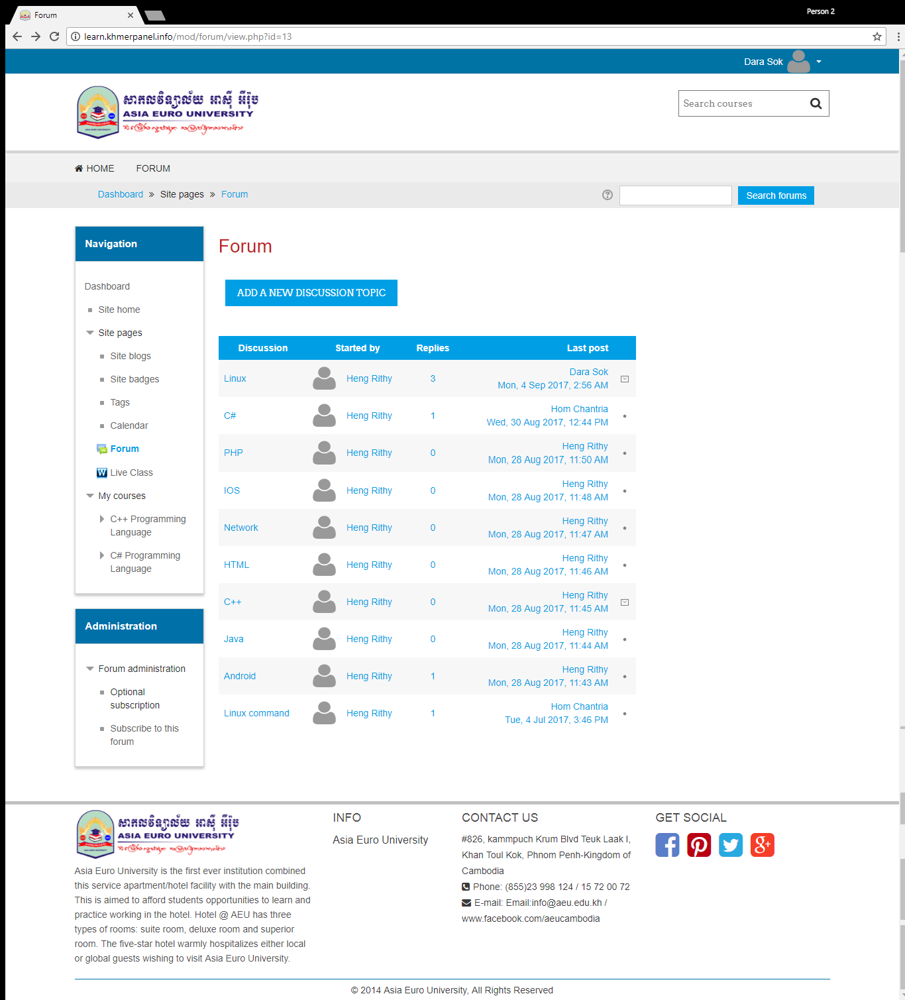 Forum
Person 2
learn.khmerpanel.info/mod/forum/view.php?id=13
Dara Sok
សាកលវិទ្យាល័យ អាស៊ី អឺរ៉ុប
ASIA EURO UNIVERSITY
Search courses
HOME FORUM
Dashboard » Site pages » Forum
Search forums
Navigation
Dashboard
Site home
Site pages
Site blogs
Site badges
Tags
Calendar
Forum
Live Class
My courses
C++ Programming
Language
C# Programming
Language
Administration
Forum administration
Optional
subscription
Subscribe to this
forum
Forum
ADD A NEW DISCUSSION TOPIC
Discussion Started by Replies Last post
Linux Heng Rithy 3 Dara Sok
Mon, 4 Sep 2017, 2:56 AM
C# Heng Rithy 1 Hom Chantria
Wed, 30 Aug 2017, 12:44 PM
PHP Heng Rithy 0 Heng Rithy
Mon, 28 Aug 2017, 11:50 AM
IOS Heng Rithy 0 Heng Rithy
Mon, 28 Aug 2017, 11:48 AM
Network Heng Rithy 0 Heng Rithy
Mon, 28 Aug 2017, 11:47 AM
HTML Heng Rithy 0 Heng Rithy
Mon, 28 Aug 2017, 11:46 AM
C++ Heng Rithy 0 Heng Rithy
Mon, 28 Aug 2017, 11:45 AM
Java Heng Rithy 0 Heng Rithy
Mon, 28 Aug 2017, 11:44 AM
Android Heng Rithy 1 Heng Rithy
Mon, 28 Aug 2017, 11:43 AM
Linux command Heng Rithy 1 Hom Chantria
Tue, 4 Jul 2017, 3:46 PM
សាកលវិទ្យាល័យ អាស៊ី អឺរ៉ុប
ASIA EURO UNIVERSITY
Asia Euro University is the first ever institution combined
this service apartment/hotel facility with the main building.
This is aimed to afford students opportunities to learn and
practice working in the hotel. Hotel @ AEU has three
types of rooms: suite room, deluxe room and superior
room. The five-star hotel warmly hospitalizes either local
or global guests wishing to visit Asia Euro University.
INFO
Asia Euro University
CONTACT US
#826, kammpuch Krum Blvd Teuk Laak I,
Khan Toul Kok, Phnom Penh-Kingdom of
Cambodia
Phone: (855)23 998 124 / 15 72 00 72
E-mail: Email:info@aeu.edu.kh /
www.facebook.com/aeucambodia
GET SOCIAL
© 2014 Asia Euro University, All Rights Reserved